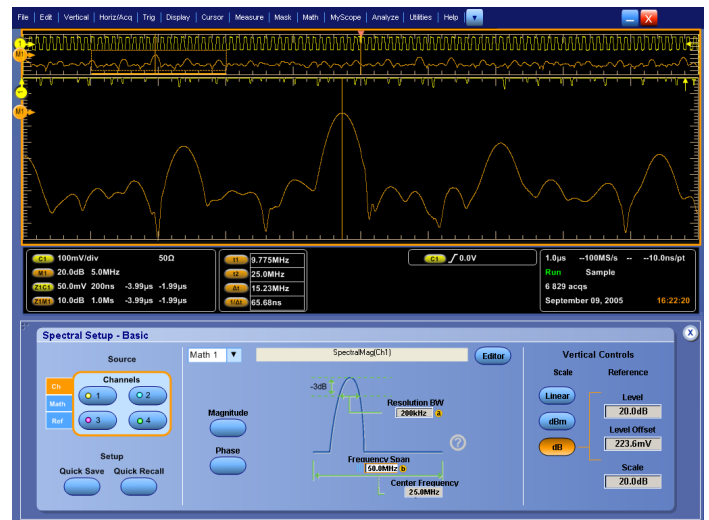 File | Edit | Vertical | Horiz/Acq | Trig | Display | Cursor | Measure | Mask | Math | MyScope | Analyze | Utilities | Help
X
1
M1
1
M1
C1 100mV/div 50Ω
M1 20.0dB 5.0MHz
Z1C1 50.0mV 200ns -3.99µs -1.99µs
Z1M1 10.0dB 1.0Ms -3.99µs -1.99µs
t1 9.775MHz
t2 25.0MHz
Δt 15.23MHz
1/Δt 65.68ns
C1 0.0V
1.0µs --100MS/s -- --10.0ns/pt
Run Sample
6 829 acqs
September 09, 2005 16:22:20
Spectral Setup - Basic
X
Source
Ch
Math
Ref
Channels
1 2
3 4
Setup
Quick Save Quick Recall
Math 1
SpectralMag(Ch1)
Editor
Magnitude
Phase
-3dB
Resolution BW
200kHz a
?
Frequency Span
50.0MHz b
Center Frequency
25.0MHz
Vertical Controls
Scale
Linear
dBm
dB
Reference
Level
20.0dB
Level Offset
223.6mV
Scale
20.0dB